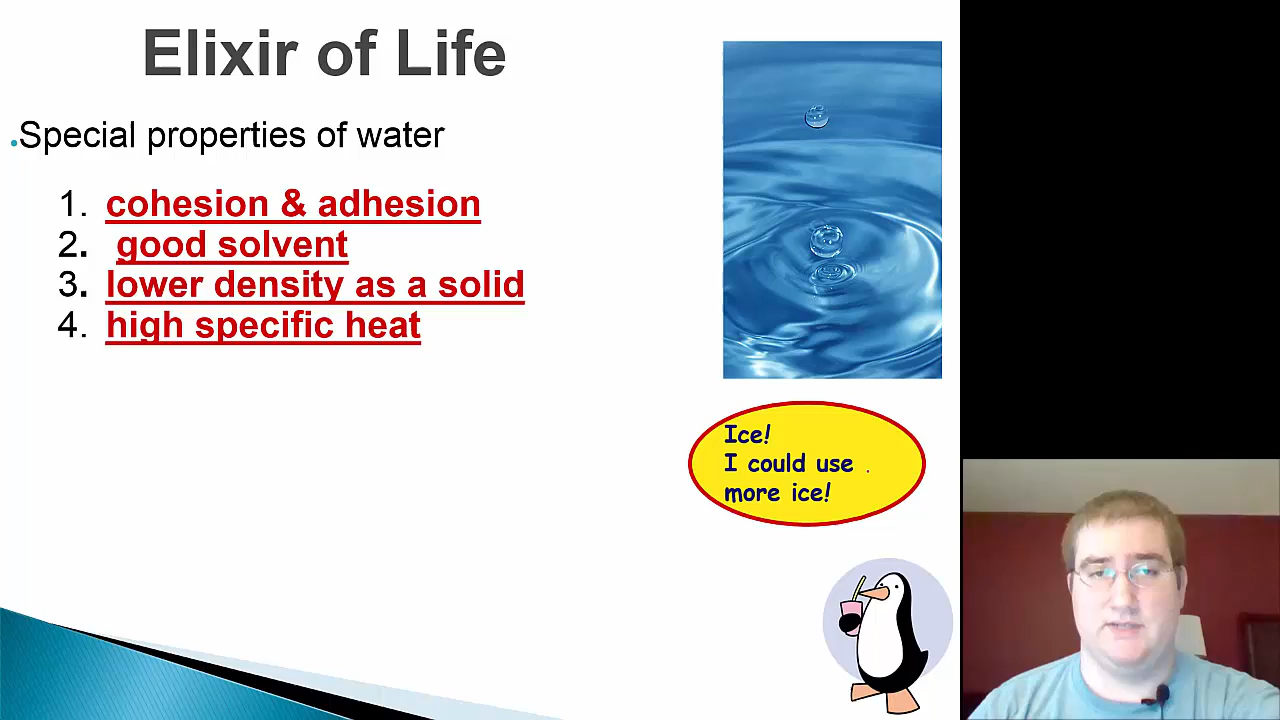 Elixir of Life
Special properties of water
1. cohesion & adhesion
2. good solvent
3. lower density as a solid
4. high specific heat
Ice!
I could use .
more ice!